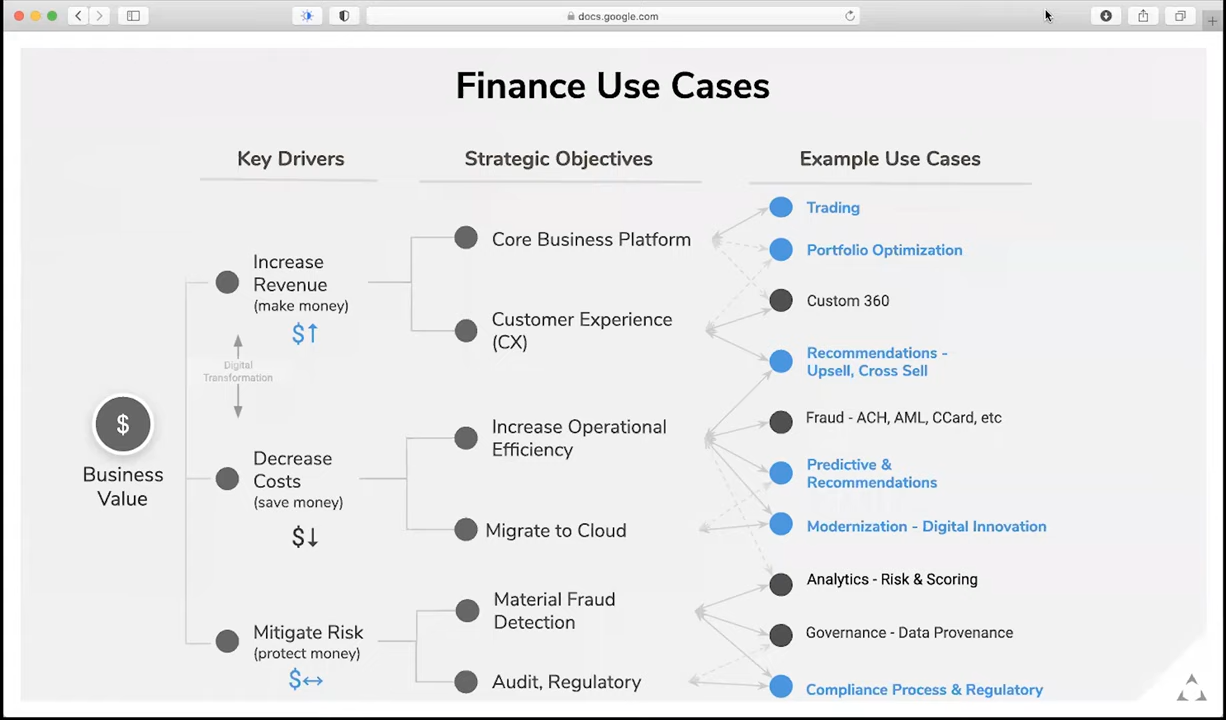 docs.google.com
Finance Use Cases
Key Drivers
Strategic Objectives
Example Use Cases
Business
Value
$
Increase
Revenue
(make money)
$↑
Digital
Transformation
Decrease
Costs
(save money)
$↓
Mitigate Risk
(protect money)
$↔
Core Business Platform
Customer Experience
(CX)
Increase Operational
Efficiency
Migrate to Cloud
Material Fraud
Detection
Audit, Regulatory
Trading
Portfolio Optimization
Custom 360
Recommendations -
Upsell, Cross Sell
Fraud - ACH, AML, CCard, etc
Predictive &
Recommendations
Modernization - Digital Innovation
Analytics - Risk & Scoring
Governance - Data Provenance
Compliance Process & Regulatory